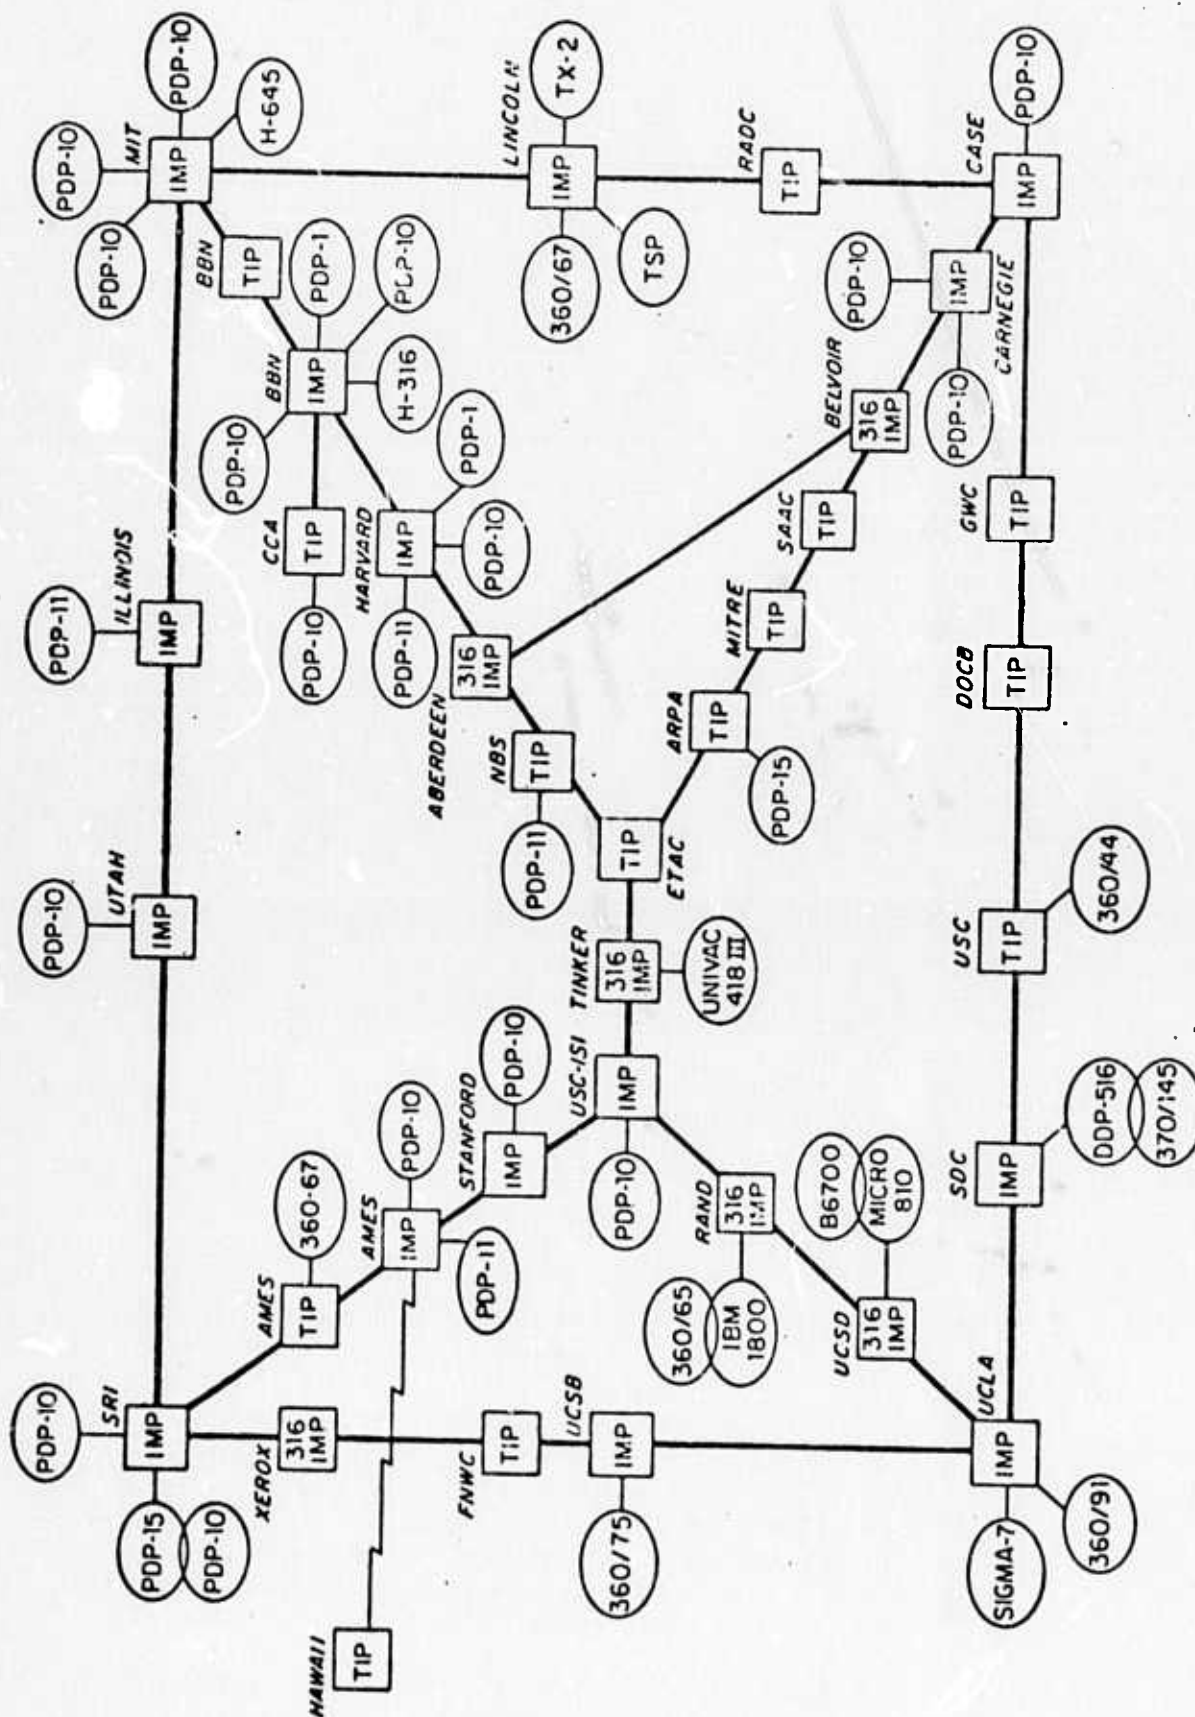 HAWAII
TIP
PDP-10
SRI
IMP
PDP-15
PDP-10
XEROX
316
IMP
AMES
TIP
360-67
AMES
IMP
PDP-10
PDP-11
STANFORD
IMP
PDP-10
FNWC
TIP
UCSB
IMP
360/75
UTAH
IMP
PDP-10
ILLINOIS
IMP
PDP-11
MIT
IMP
PDP-10
PDP-10
PDP-10
H-645
BBN
TIP
BBN
IMP
PDP-1
PDP-10
H-316
PDP-10
CCA
TIP
PDP-10
HARVARD
IMP
PDP-1
PDP-10
PDP-11
ABERDEEN
316
IMP
NBS
TIP
PDP-11
ETAC
TIP
TINKER
316
IMP
UNIVAC
418 III
USC-ISI
IMP
PDP-10
RAND
316
IMP
360/65
IBM
1800
UCSD
316
IMP
B6700
MICRO
810
UCLA
IMP
SIGMA-7
360/91
SDC
IMP
DDP-516
370/145
USC
TIP
360/44
DOCB
TIP
GWC
TIP
ARPA
TIP
PDP-15
MITRE
TIP
SAAC
TIP
BELVOIR
316
IMP
CARNEGIE
IMP
PDP-10
PDP-10
CASE
IMP
PDP-10
RADC
TIP
LINCOLN
IMP
TX-2
360/67
TSP